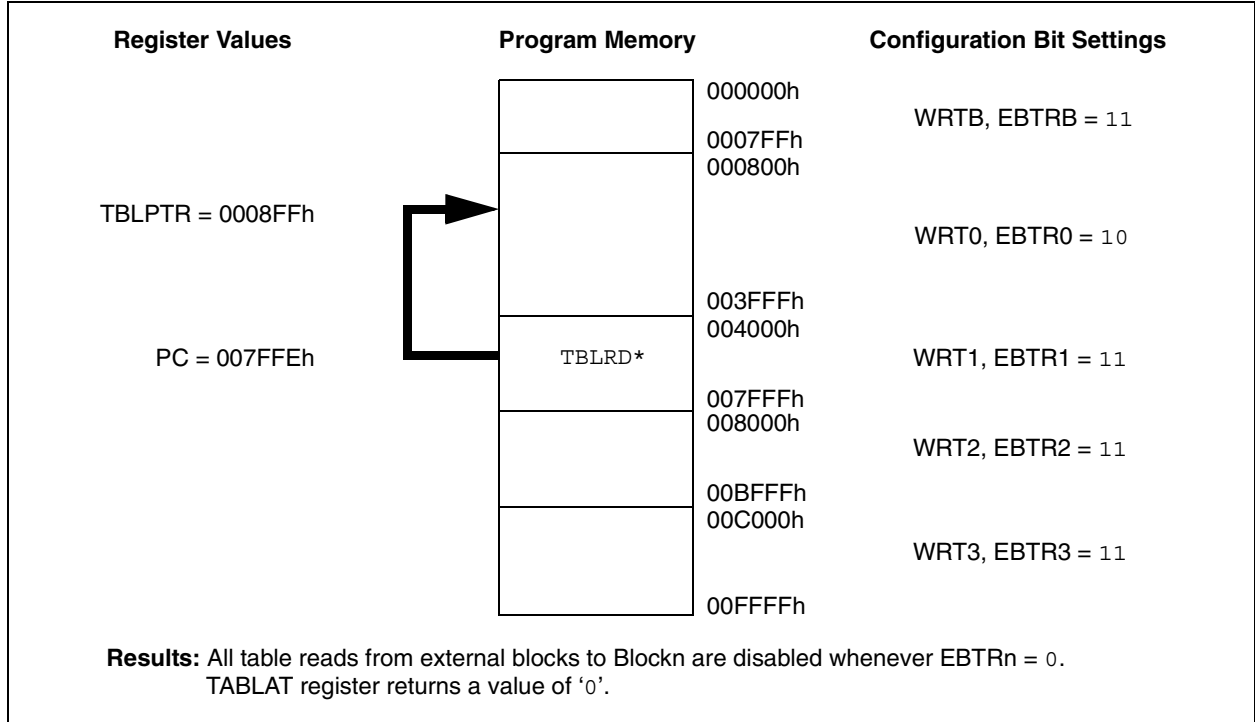 Register Values Program Memory Configuration Bit Settings
000000h
WRTB, EBTRB = 11
0007FFh
000800h
TBLPTR = 0008FFh
WRT0, EBTR0 = 10
003FFFh
004000h
PC = 007FFEh TBLRD* WRT1, EBTR1 = 11
007FFFh
008000h
WRT2, EBTR2 = 11
00BFFFh
00C000h
WRT3, EBTR3 = 11
00FFFFh
Results: All table reads from external blocks to Blockn are disabled whenever EBTRn = 0.
TABLAT register returns a value of ‘0’.